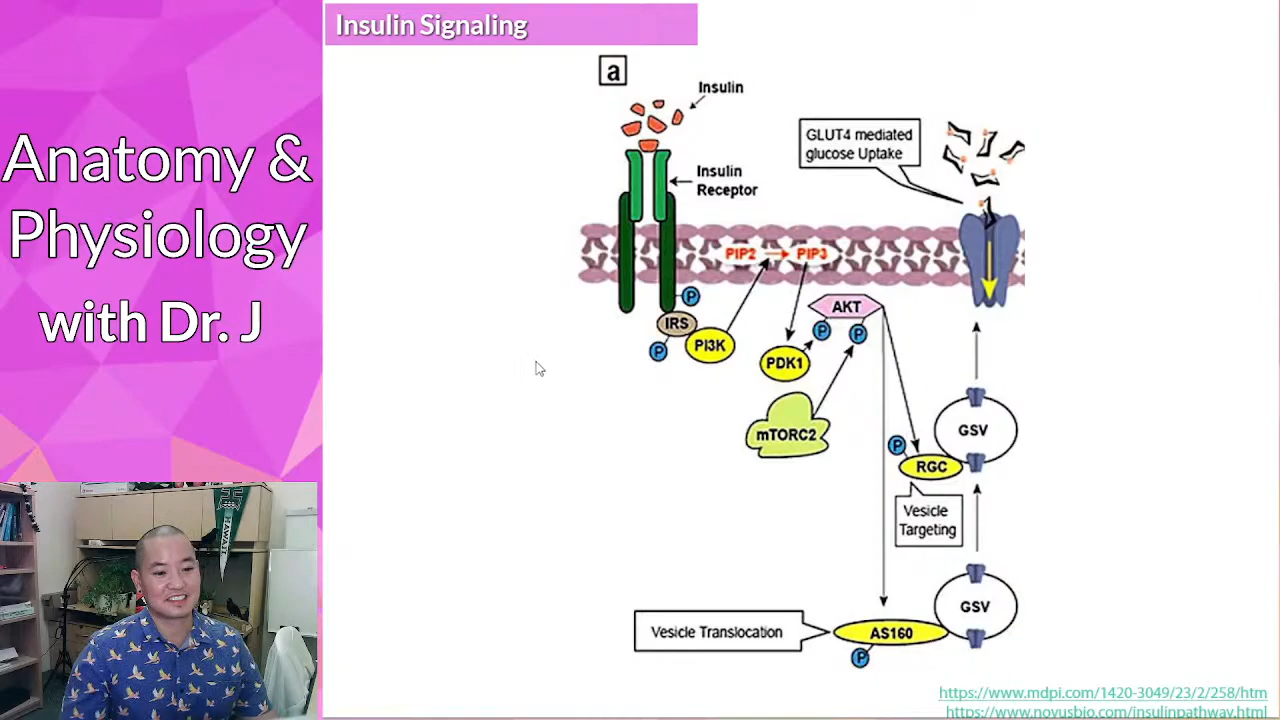 Insulin Signaling
Anatomy &
Physiology
with Dr. J
a
Insulin
Insulin
Receptor
GLUT4 mediated
glucose Uptake
PIP2
PIP3
P
IRS
P
PI3K
AKT
P
P
PDK1
mTORC2
GSV
P
RGC
Vesicle
Targeting
GSV
Vesicle Translocation
AS160
P
https://www.mdpi.com/1420-3049/23/2/258/htm
https://www.novusbio.com/insulinpathway.html